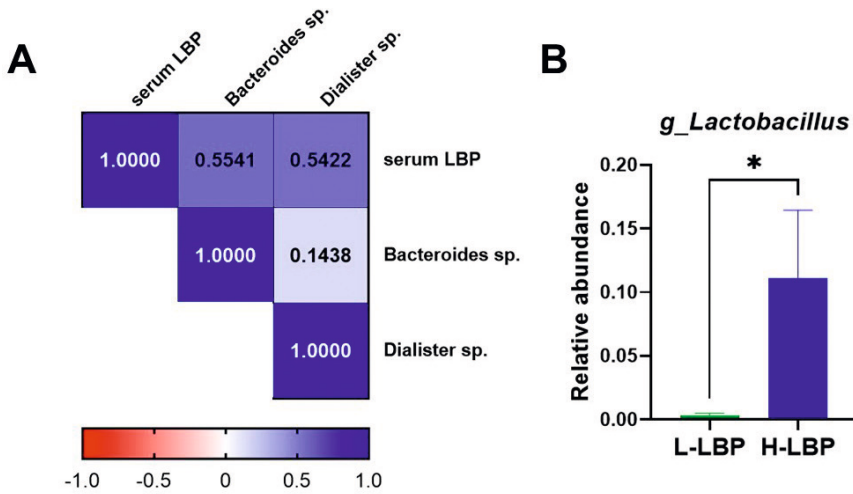 A
serum LBP
Bacteroides sp.
Dialister sp.
1.0000 0.5541 0.5422 serum LBP
1.0000 0.1438 Bacteroides sp.
1.0000 Dialister sp.
-1.0 -0.5 0 0.5 1.0
B
g_Lactobacillus
*
Relative abundance
0.20
0.15
0.10
0.05
0.00
L-LBP H-LBP